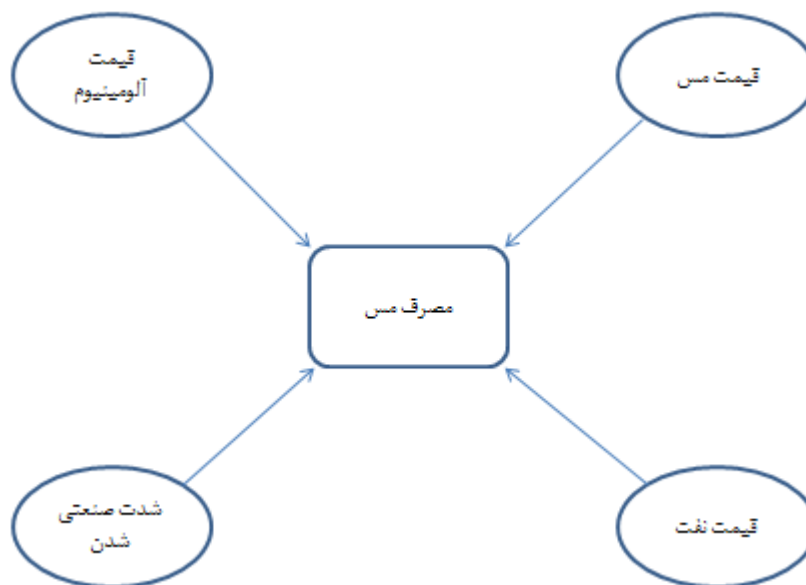 قیمت مس
قیمت
آلومینیوم
مصرف مس
قیمت نفت
شدت صنعتی
شدن